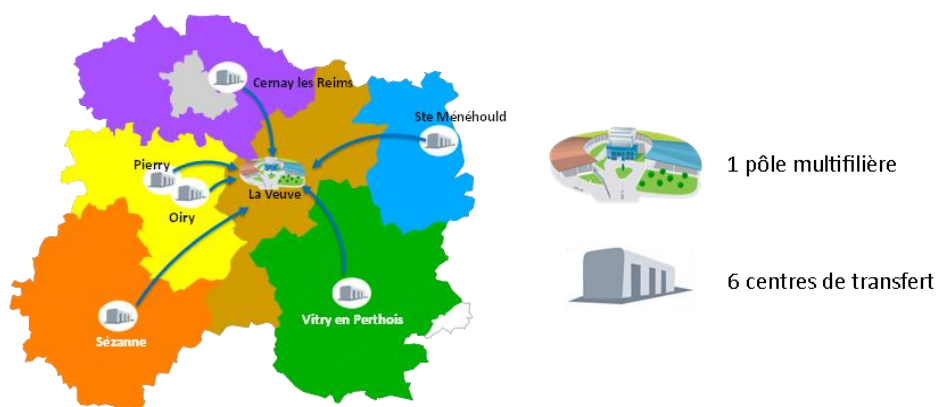 Cernay les Reims
Ste Ménéhould
Pierry
La Veuve
Oiry
Vitry en Perthois
Sézanne
1 pôle multifilière
6 centres de transfert